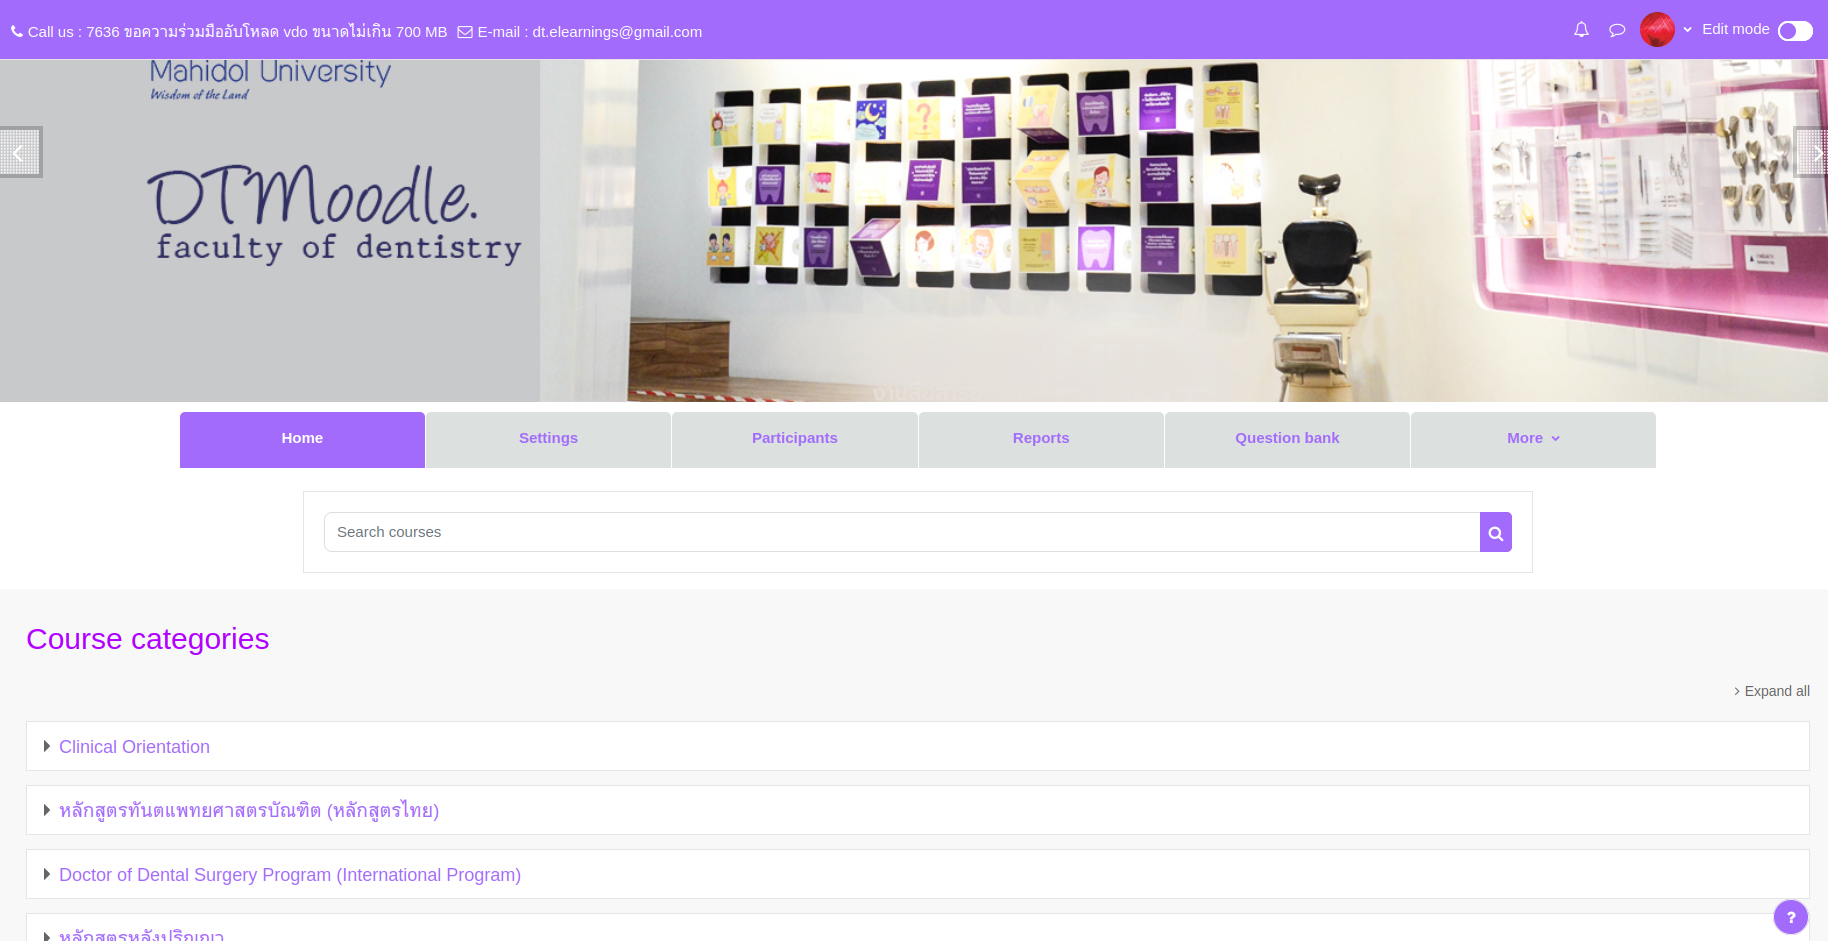 Call us : 7636 ขอความร่วมมืออัปโหลด vdo ขนาดไม่เกิน 700 MB E-mail : dt.elearnings@gmail.com
Edit mode
Mahidol University
Wisdom of the Land
DTMoodle.
faculty of dentistry
Home
Settings
Participants
Reports
Question bank
More
Search courses
Course categories
Expand all
Clinical Orientation
หลักสูตรทันตแพทยศาสตรบัณฑิต (หลักสูตรไทย)
Doctor of Dental Surgery Program (International Program)
หลักสูตรหลังปริญญา
?